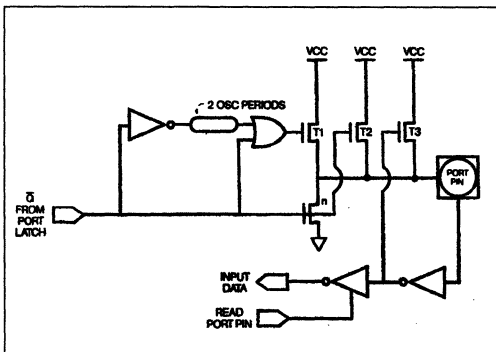 VCC VCC VCC
2 OSC PERIODS
T1 T2 T3
Q
FROM
PORT
LATCH
n
PORT
PIN
INPUT
DATA
READ
PORT PIN